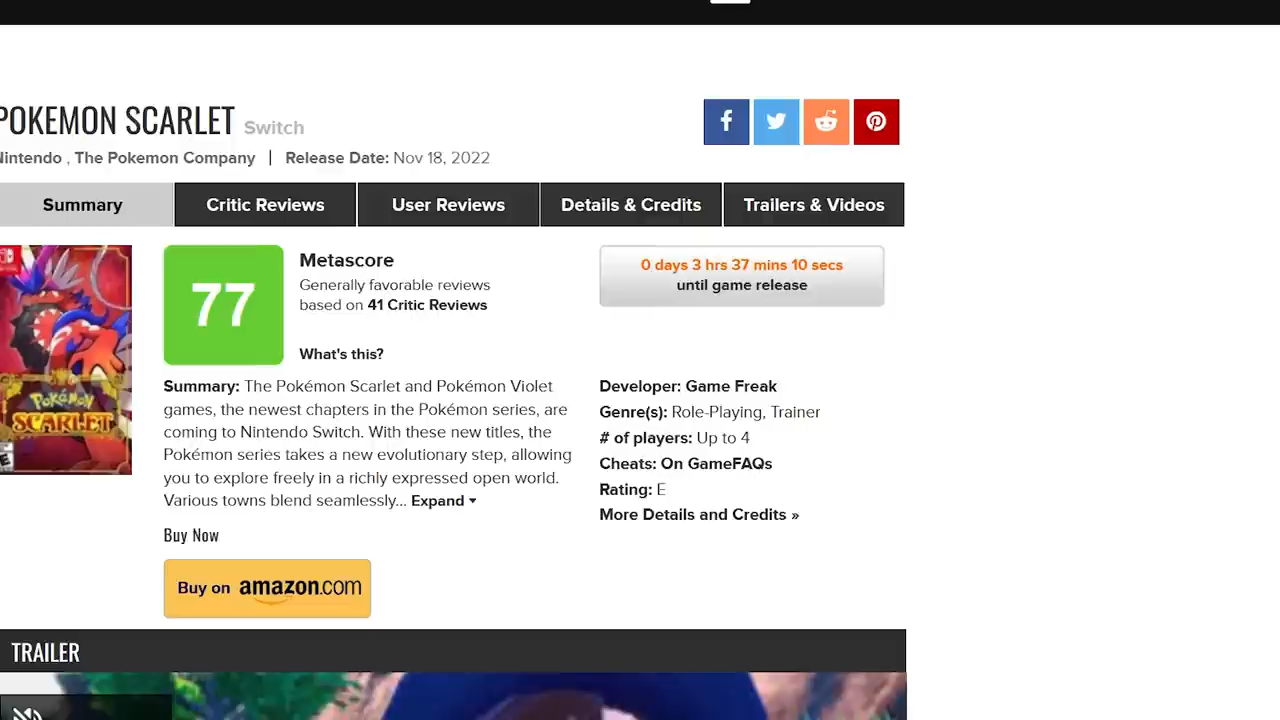 POKEMON SCARLET Switch
Nintendo , The Pokemon Company | Release Date: Nov 18, 2022
Summary Critic Reviews User Reviews Details & Credits Trailers & Videos
77
Metascore
Generally favorable reviews
based on 41 Critic Reviews
What's this?
0 days 3 hrs 37 mins 10 secs
until game release
Summary: The Pokémon Scarlet and Pokémon Violet
games, the newest chapters in the Pokémon series, are
coming to Nintendo Switch. With these new titles, the
Pokémon series takes a new evolutionary step, allowing
you to explore freely in a richly expressed open world.
Various towns blend seamlessly... Expand
Developer: Game Freak
Genre(s): Role-Playing, Trainer
# of players: Up to 4
Cheats: On GameFAQs
Rating: E
More Details and Credits »
Pokémon
SCARLET
E
Buy Now
Buy on amazon.com
TRAILER